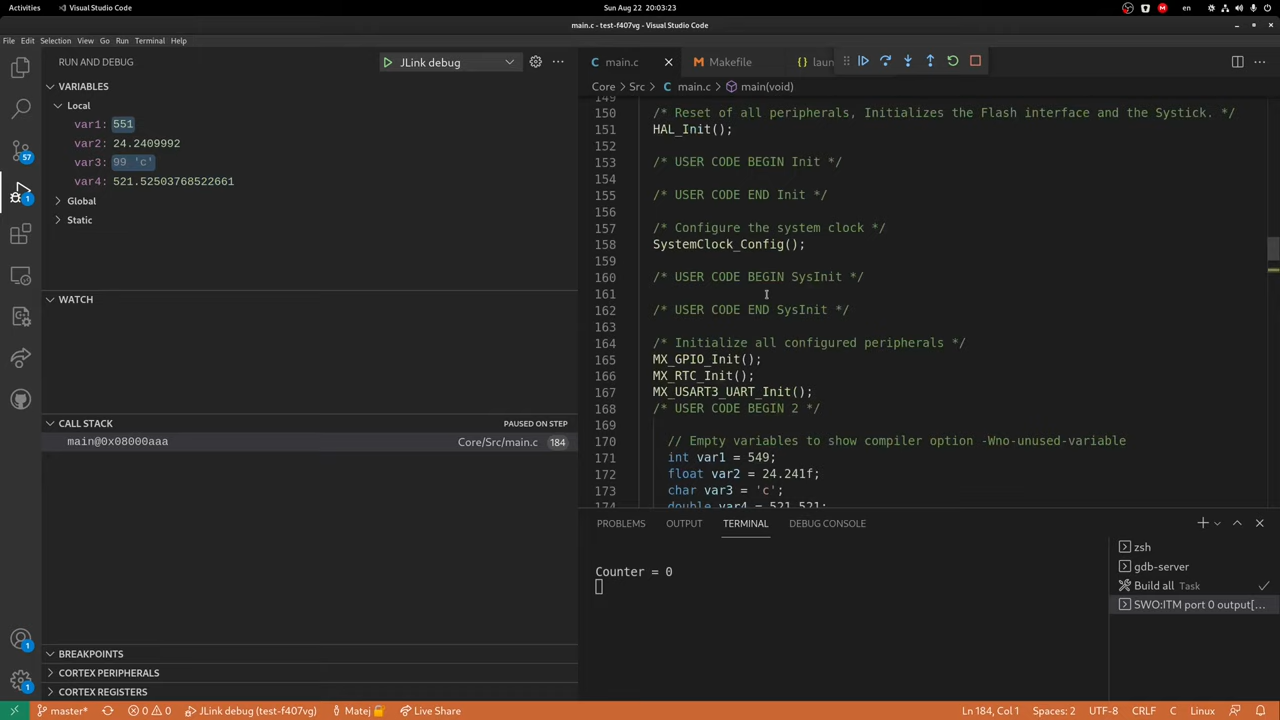 Activities
Visual Studio Code
Sun Aug 22 20:03:23
en
main.c - test-f407vg - Visual Studio Code
File Edit Selection View Go Run Terminal Help
RUN AND DEBUG
JLink debug
main.c
Makefile
{} laun
VARIABLES
Core > Src > C main.c > main(void)
Local
var1: 551
var2: 24.2409992
var3: 99 'c'
var4: 521.52503768522661
Global
Static
WATCH
CALL STACK
PAUSED ON STEP
main@0x08000aaa
Core/Src/main.c 184
BREAKPOINTS
CORTEX PERIPHERALS
CORTEX REGISTERS
57
1
1
1
149
150 /* Reset of all peripherals, Initializes the Flash interface and the Systick. */
151 HAL_Init();
152
153 /* USER CODE BEGIN Init */
154
155 /* USER CODE END Init */
156
157 /* Configure the system clock */
158 SystemClock_Config();
159
160 /* USER CODE BEGIN SysInit */
161
162 /* USER CODE END SysInit */
163
164 /* Initialize all configured peripherals */
165 MX_GPIO_Init();
166 MX_RTC_Init();
167 MX_USART3_UART_Init();
168 /* USER CODE BEGIN 2 */
169
170 // Empty variables to show compiler option -Wno-unused-variable
171 int var1 = 549;
172 float var2 = 24.241f;
173 char var3 = 'c';
174 double var4 = 521.521;
PROBLEMS OUTPUT TERMINAL DEBUG CONSOLE
Counter = 0
zsh
gdb-server
Build all Task
SWO:ITM port 0 output[...
master* 0 0 JLink debug (test-f407vg) Matej Live Share
Ln 184, Col 1 Spaces: 2 UTF-8 CRLF C Linux